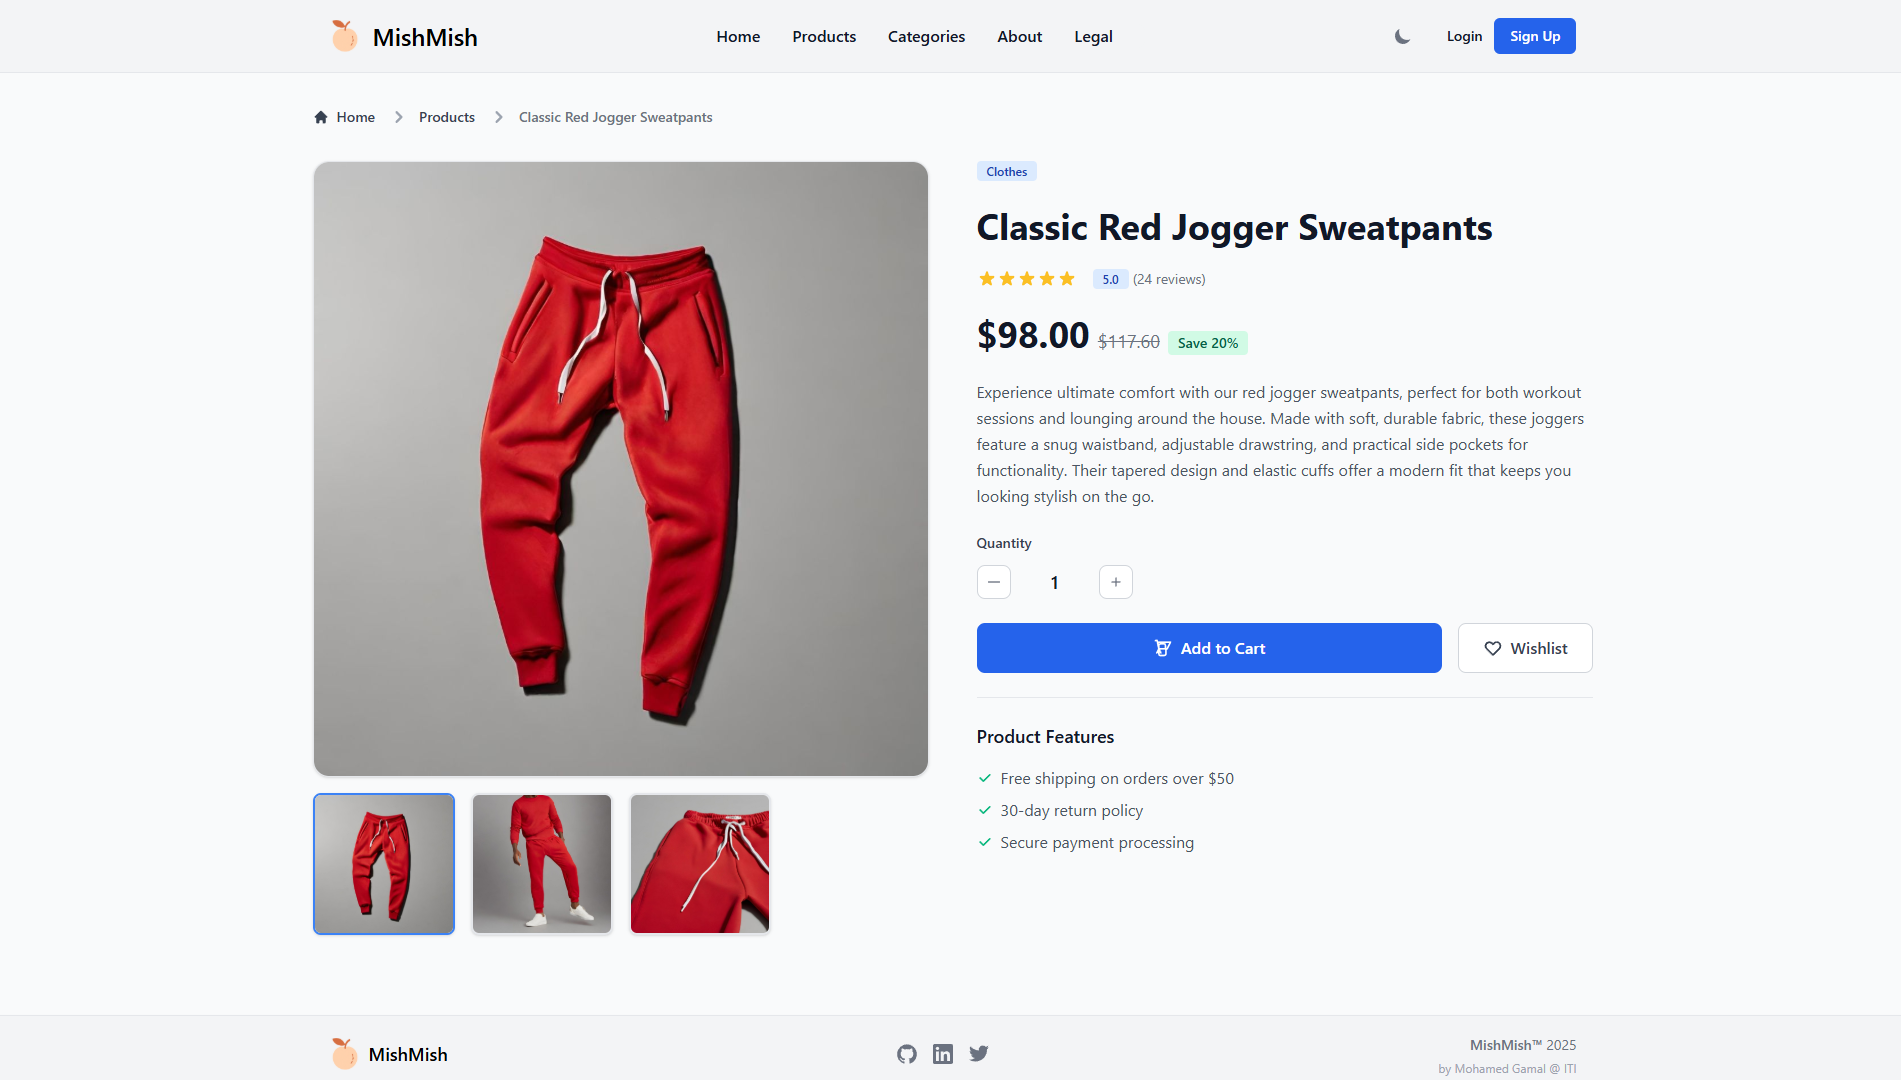 MishMish
Home
Products
Categories
About
Legal
Login
Sign Up
Home
Products
Classic Red Jogger Sweatpants
Clothes
Classic Red Jogger Sweatpants
5.0 (24 reviews)
$98.00 $117.60 Save 20%
Experience ultimate comfort with our red jogger sweatpants, perfect for both workout
sessions and lounging around the house. Made with soft, durable fabric, these joggers
feature a snug waistband, adjustable drawstring, and practical side pockets for
functionality. Their tapered design and elastic cuffs offer a modern fit that keeps you
looking stylish on the go.
Quantity
1
Add to Cart
Wishlist
Product Features
Free shipping on orders over $50
30-day return policy
Secure payment processing
MishMish
MishMish™ 2025
by Mohamed Gamal @ ITI